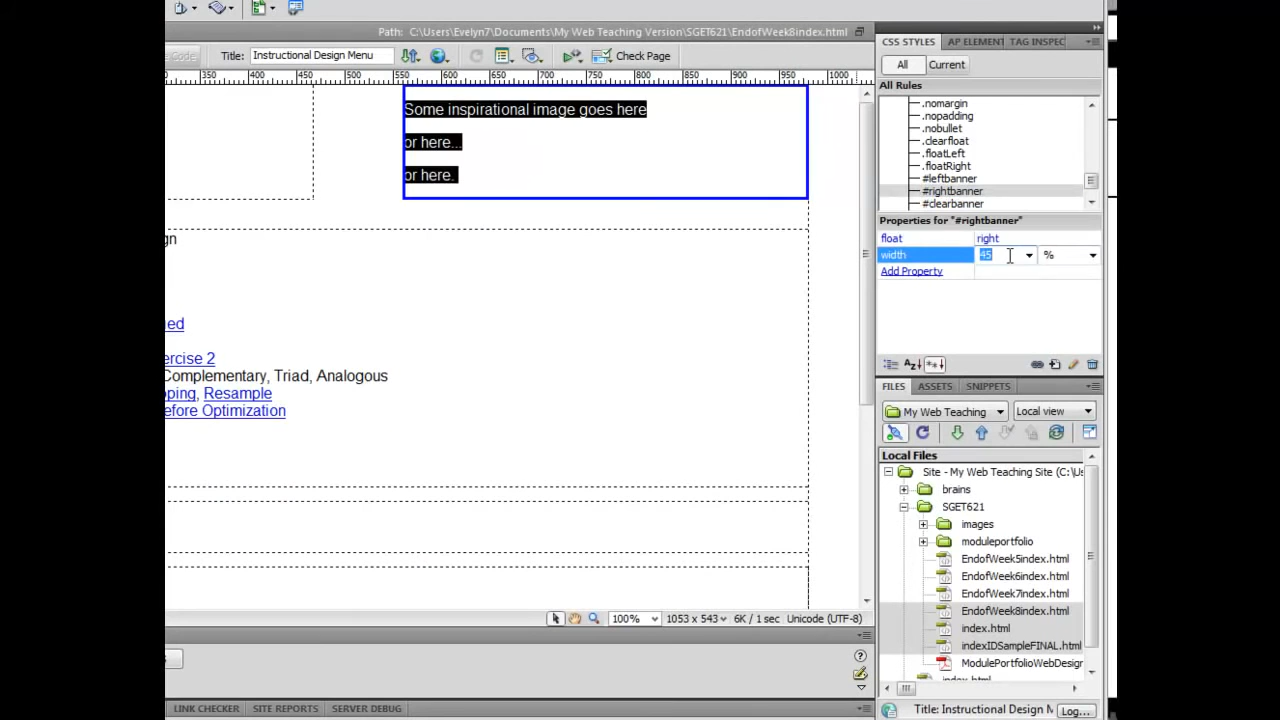 Path: C:\Users\Evelyn7\Documents\My Web Teaching Version\SGET621\EndofWeek8index.html
Code Title: Instructional Design Menu Check Page
350 400 450 500 550 600 650 700 750 800 850 900 950 1000
Some inspirational image goes here
or here...
or here.
gn
ed
ercise 2
Complementary, Triad, Analogous
ping, Resample
efore Optimization
100% 1053 x 543 6K / 1 sec Unicode (UTF-8)
LINK CHECKER SITE REPORTS SERVER DEBUG
CSS STYLES AP ELEMENT TAG INSPEC
All Current
All Rules
.nomargin
.nopadding
.nobullet
.clearfloat
.floatLeft
.floatRight
#leftbanner
#rightbanner
#clearbanner
Properties for "#rightbanner"
float right
width 45 %
Add Property
FILES ASSETS SNIPPETS
My Web Teaching Local view
Local Files
Site - My Web Teaching Site (C:\Us
brains
SGET621
images
moduleportfolio
EndofWeek5index.html
EndofWeek6index.html
EndofWeek7index.html
EndofWeek8index.html
index.html
indexIDSampleFINAL.html
ModulePortfolioWebDesign
index.html
Title: Instructional Design M Log...